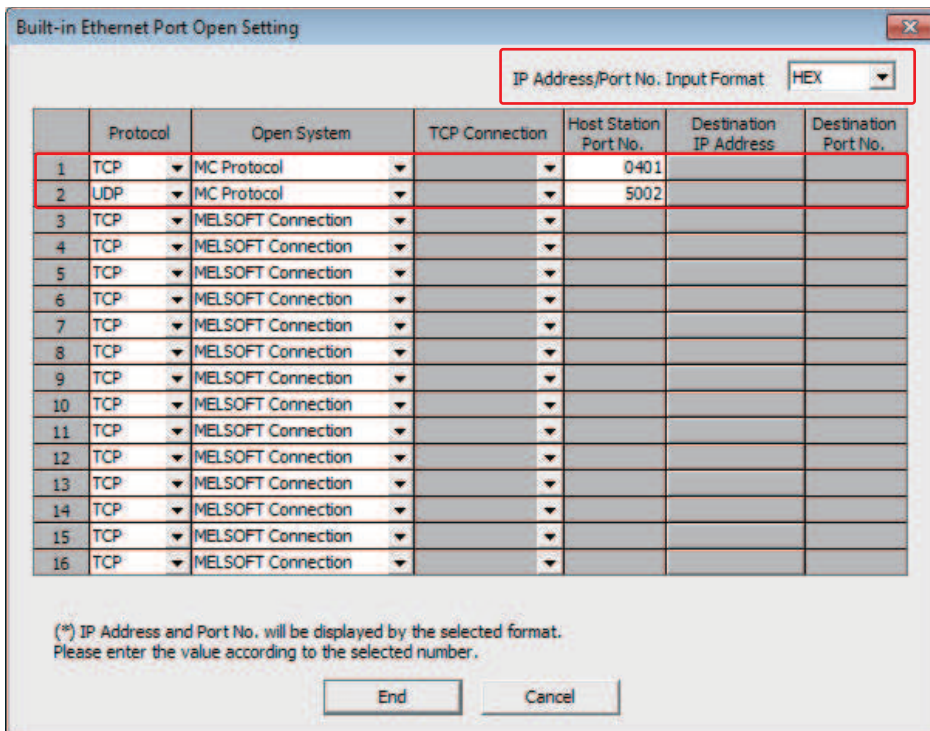 Built-in Ethernet Port Open Setting
IP Address/Port No. Input Format HEX
Protocol Open System TCP Connection Host Station Port No. Destination IP Address Destination Port No.
1 TCP MC Protocol 0401
2 UDP MC Protocol 5002
3 TCP MELSOFT Connection
4 TCP MELSOFT Connection
5 TCP MELSOFT Connection
6 TCP MELSOFT Connection
7 TCP MELSOFT Connection
8 TCP MELSOFT Connection
9 TCP MELSOFT Connection
10 TCP MELSOFT Connection
11 TCP MELSOFT Connection
12 TCP MELSOFT Connection
13 TCP MELSOFT Connection
14 TCP MELSOFT Connection
15 TCP MELSOFT Connection
16 TCP MELSOFT Connection
(*) IP Address and Port No. will be displayed by the selected format.
Please enter the value according to the selected number.
End Cancel